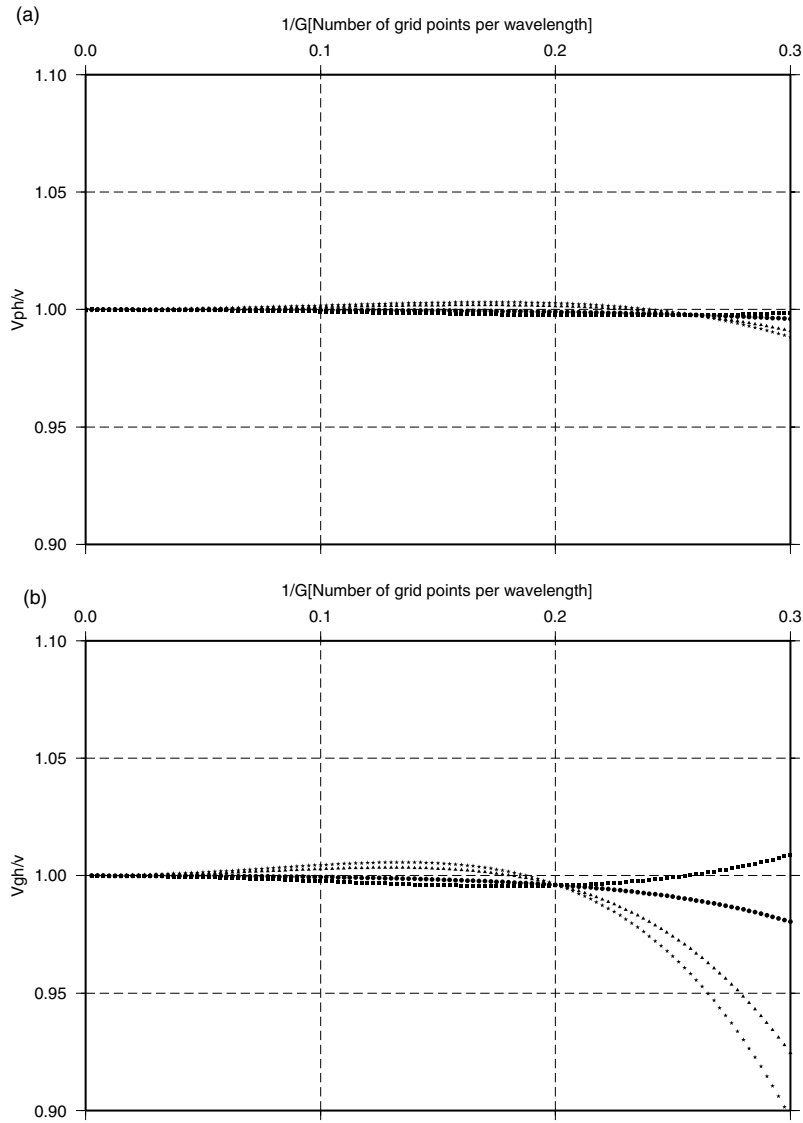 (a)
1/G[Number of grid points per wavelength]
0.0 0.1 0.2 0.3
1.10
1.05
1.00
0.95
0.90
Vph/v
(b)
1/G[Number of grid points per wavelength]
0.0 0.1 0.2 0.3
1.10
1.05
1.00
0.95
0.90
Vgh/v